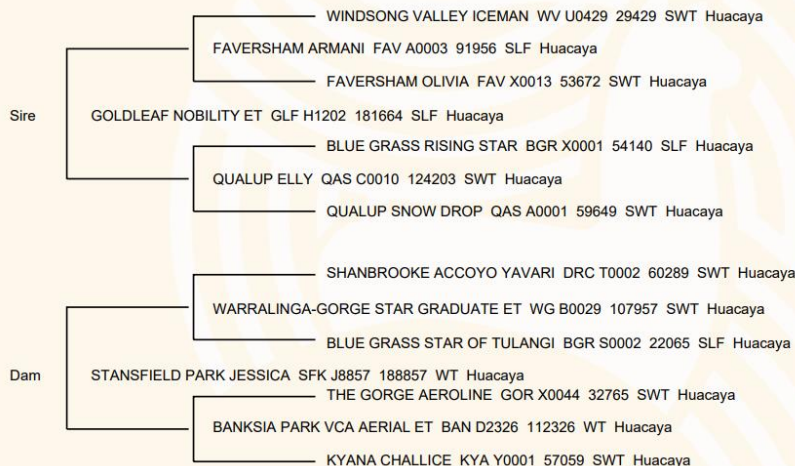 WINDSONG VALLEY ICEMAN WV U0429 29429 SWT Huacaya
FAVERSHAM ARMANI FAV A0003 91956 SLF Huacaya
FAVERSHAM OLIVIA FAV X0013 53672 SWT Huacaya
Sire GOLDLEAF NOBILITY ET GLF H1202 181664 SLF Huacaya
BLUE GRASS RISING STAR BGR X0001 54140 SLF Huacaya
QUALUP ELLY QAS C0010 124203 SWT Huacaya
QUALUP SNOW DROP QAS A0001 59649 SWT Huacaya
SHANBROOKE ACCOYO YAVARI DRC T0002 60289 SWT Huacaya
WARRALINGA-GORGE STAR GRADUATE ET WG B0029 107957 SWT Huacaya
BLUE GRASS STAR OF TULANGI BGR S0002 22065 SLF Huacaya
Dam STANSFIELD PARK JESSICA SFK J8857 188857 WT Huacaya
THE GORGE AEROLINE GOR X0044 32765 SWT Huacaya
BANKSIA PARK VCA AERIAL ET BAN D2326 112326 WT Huacaya
KYANA CHALLICE KYA Y0001 57059 SWT Huacaya